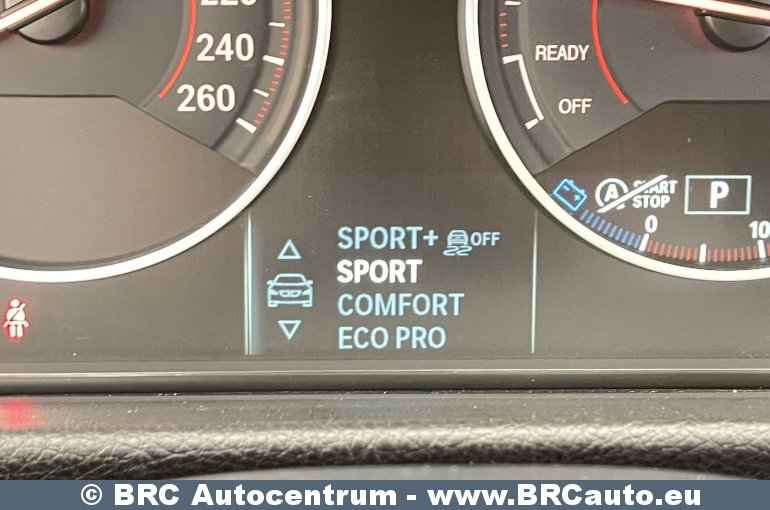 220
240
260
READY
OFF
A START
STOP
P
0
10
SPORT+ OFF
SPORT
COMFORT
ECO PRO
© BRC Autocentrum - www.BRCauto.eu